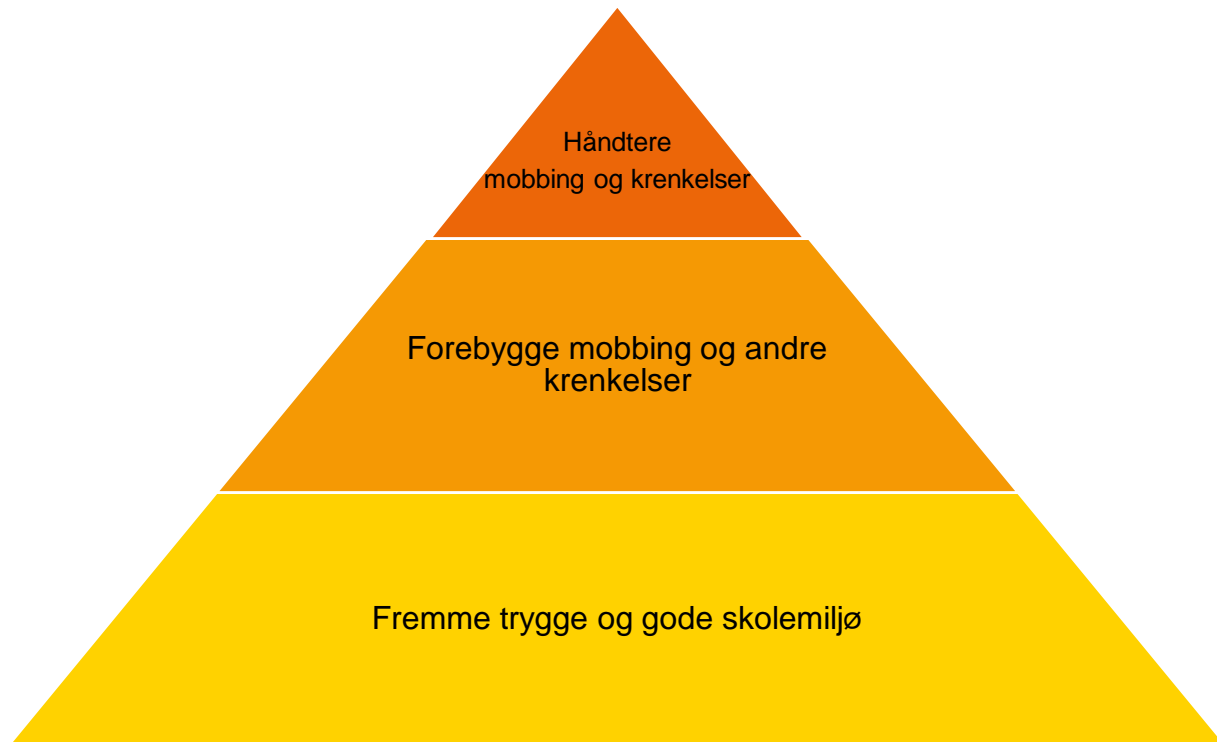 Håndtere
mobbing og krenkelser
Forebygge mobbing og andre
krenkelser
Fremme trygge og gode skolemiljø